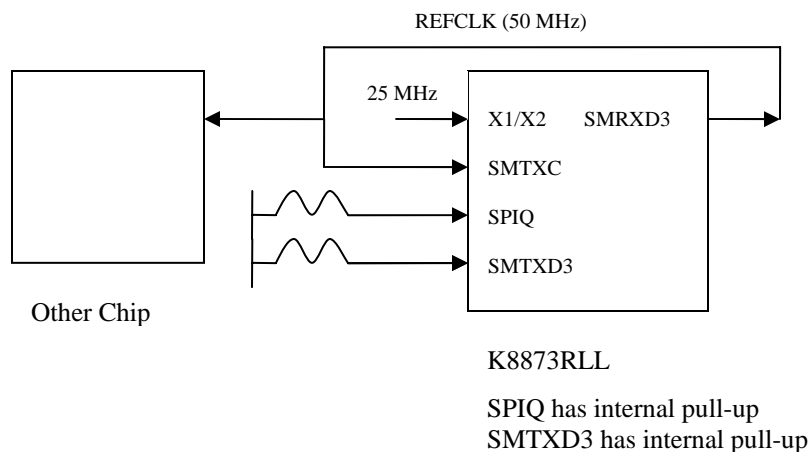 REFCLK (50 MHz)
25 MHz
X1/X2 SMRXD3
SMTXC
SPIQ
SMTXD3
Other Chip
K8873RLL
SPIQ has internal pull-up
SMTXD3 has internal pull-up